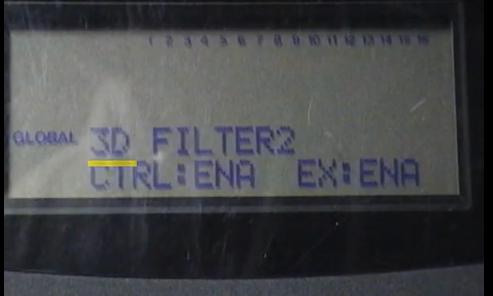 1 2 3 4 5 6 7 8 9 10 11 12 13 14 15 16
GLOBAL 3D FILTER2
CTRL:ENA EX:ENA